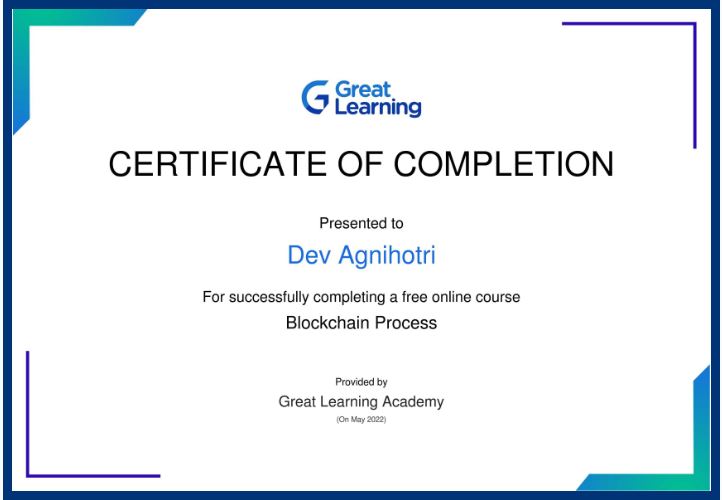 Great
Learning
CERTIFICATE OF COMPLETION
Presented to
Dev Agnihotri
For successfully completing a free online course
Blockchain Process
Provided by
Great Learning Academy
(On May 2022)